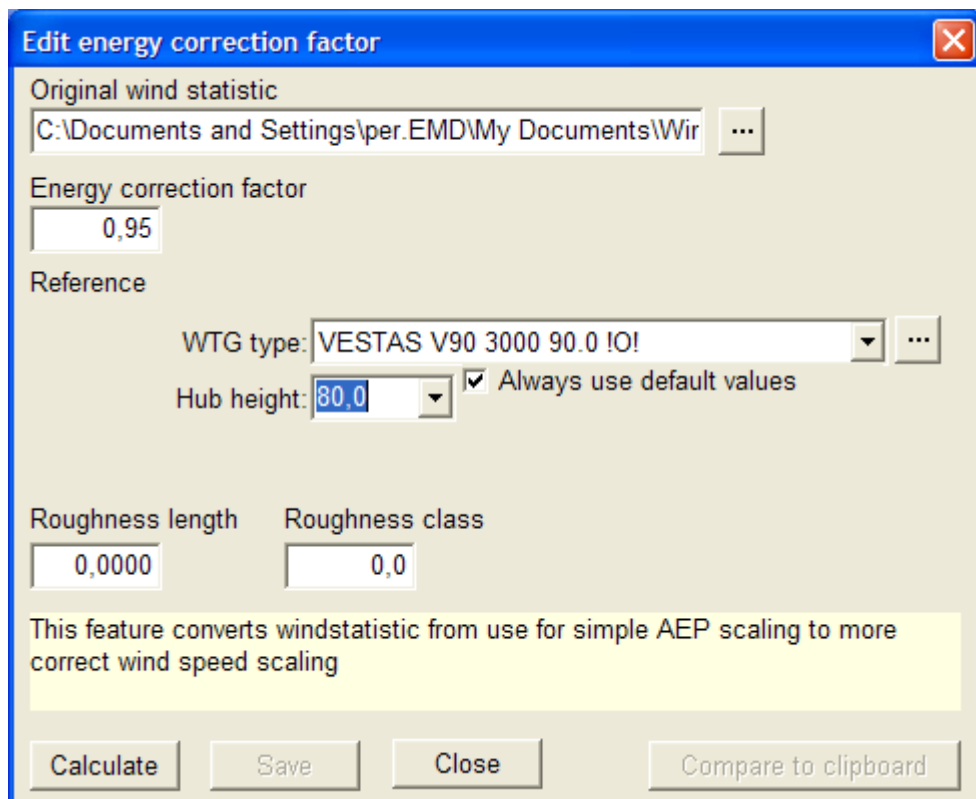 Edit energy correction factor
Original wind statistic
C:\Documents and Settings\per.EMD\My Documents\Wir
...
Energy correction factor
0,95
Reference
WTG type: VESTAS V90 3000 90.0 !O!
...
Hub height: 80,0
Always use default values
Roughness length Roughness class
0,0000 0,0
This feature converts windstatistic from use for simple AEP scaling to more
correct wind speed scaling
Calculate Save Close Compare to clipboard